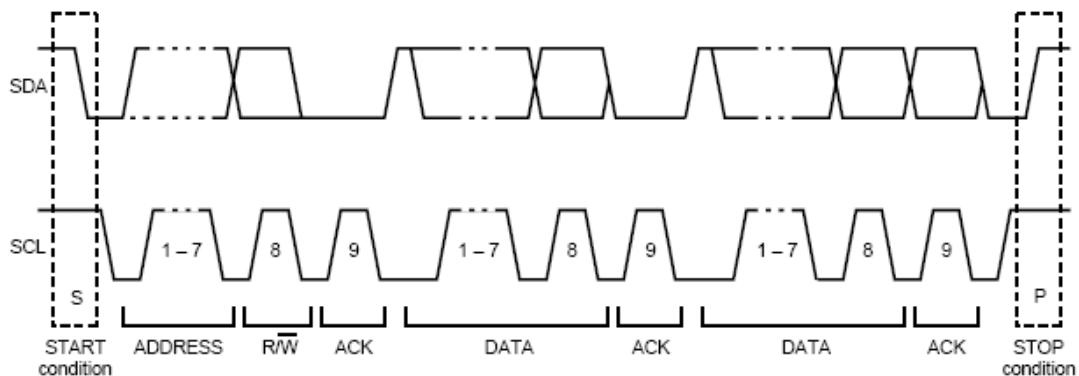 SDA
SCL
1 – 7 8 9 1 – 7 8 9 1 – 7 8 9
S P
START condition ADDRESS R/W̅ ACK DATA ACK DATA ACK STOP condition